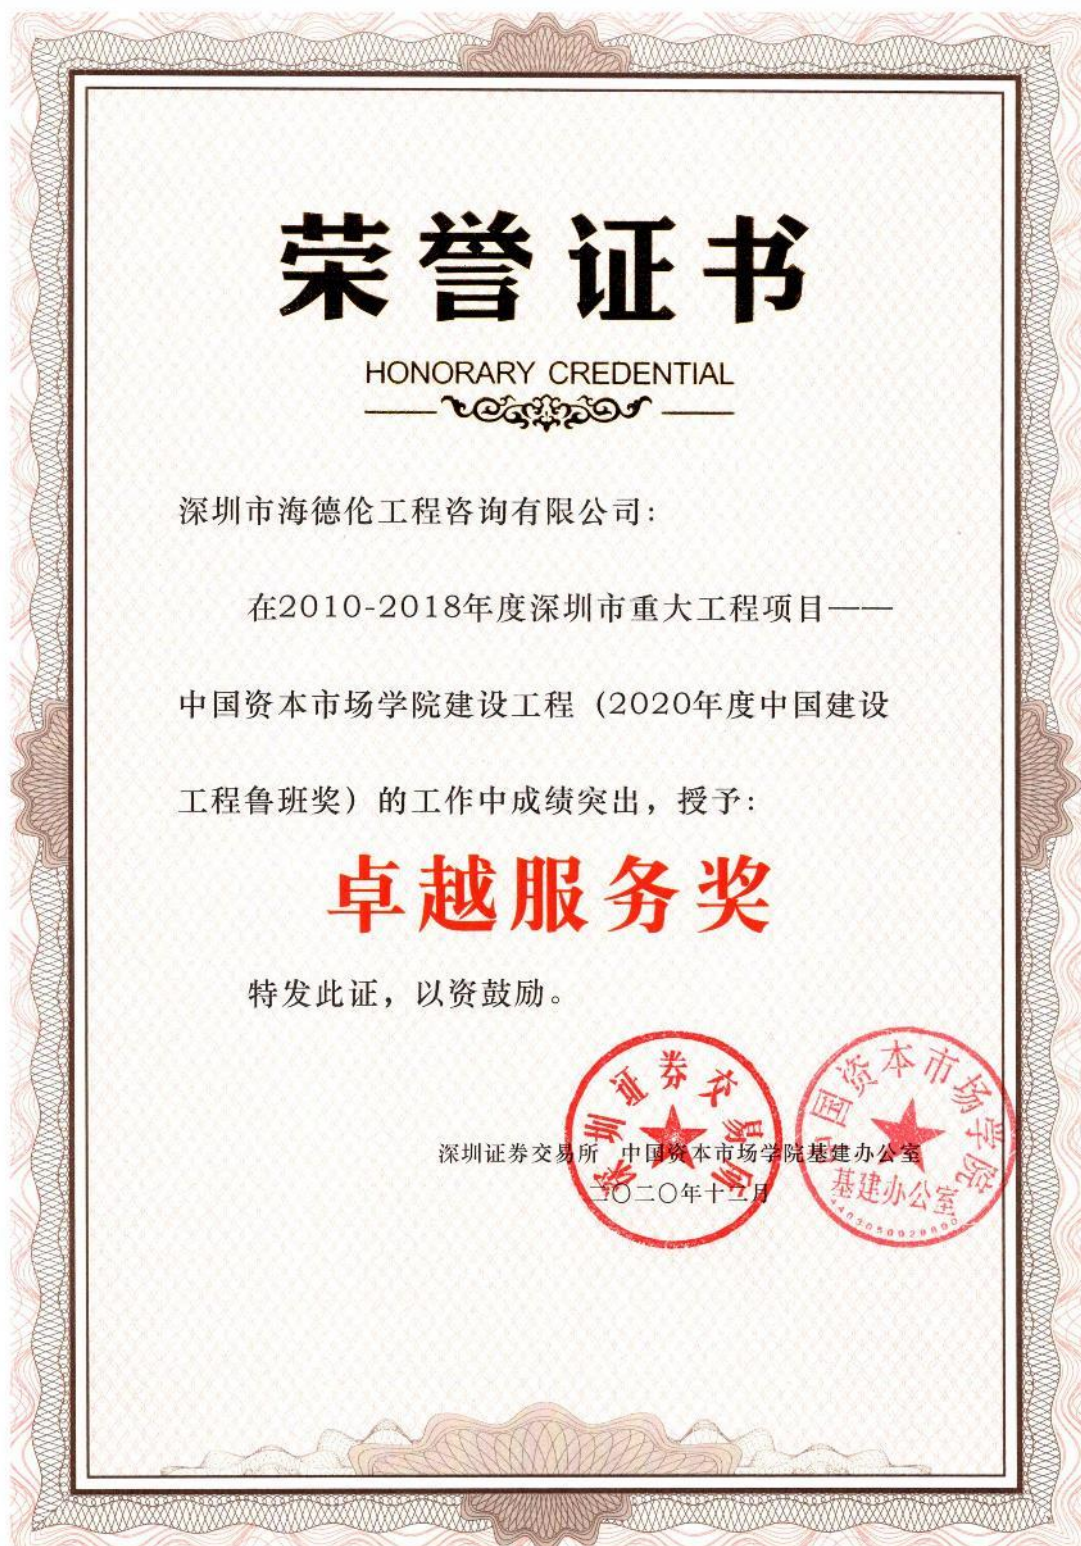 荣誉证书
HONORARY CREDENTIAL
深圳市海德伦工程咨询有限公司：
在2010-2018年度深圳市重大工程项目——
中国资本市场学院建设工程（2020年度中国建设
工程鲁班奖）的工作中成绩突出，授予：
卓越服务奖
特发此证，以资鼓励。
深圳证券交易所 中国资本市场学院基建办公室
二〇二〇年十二月
深圳证券交易所
中国资本市场学院
基建办公室